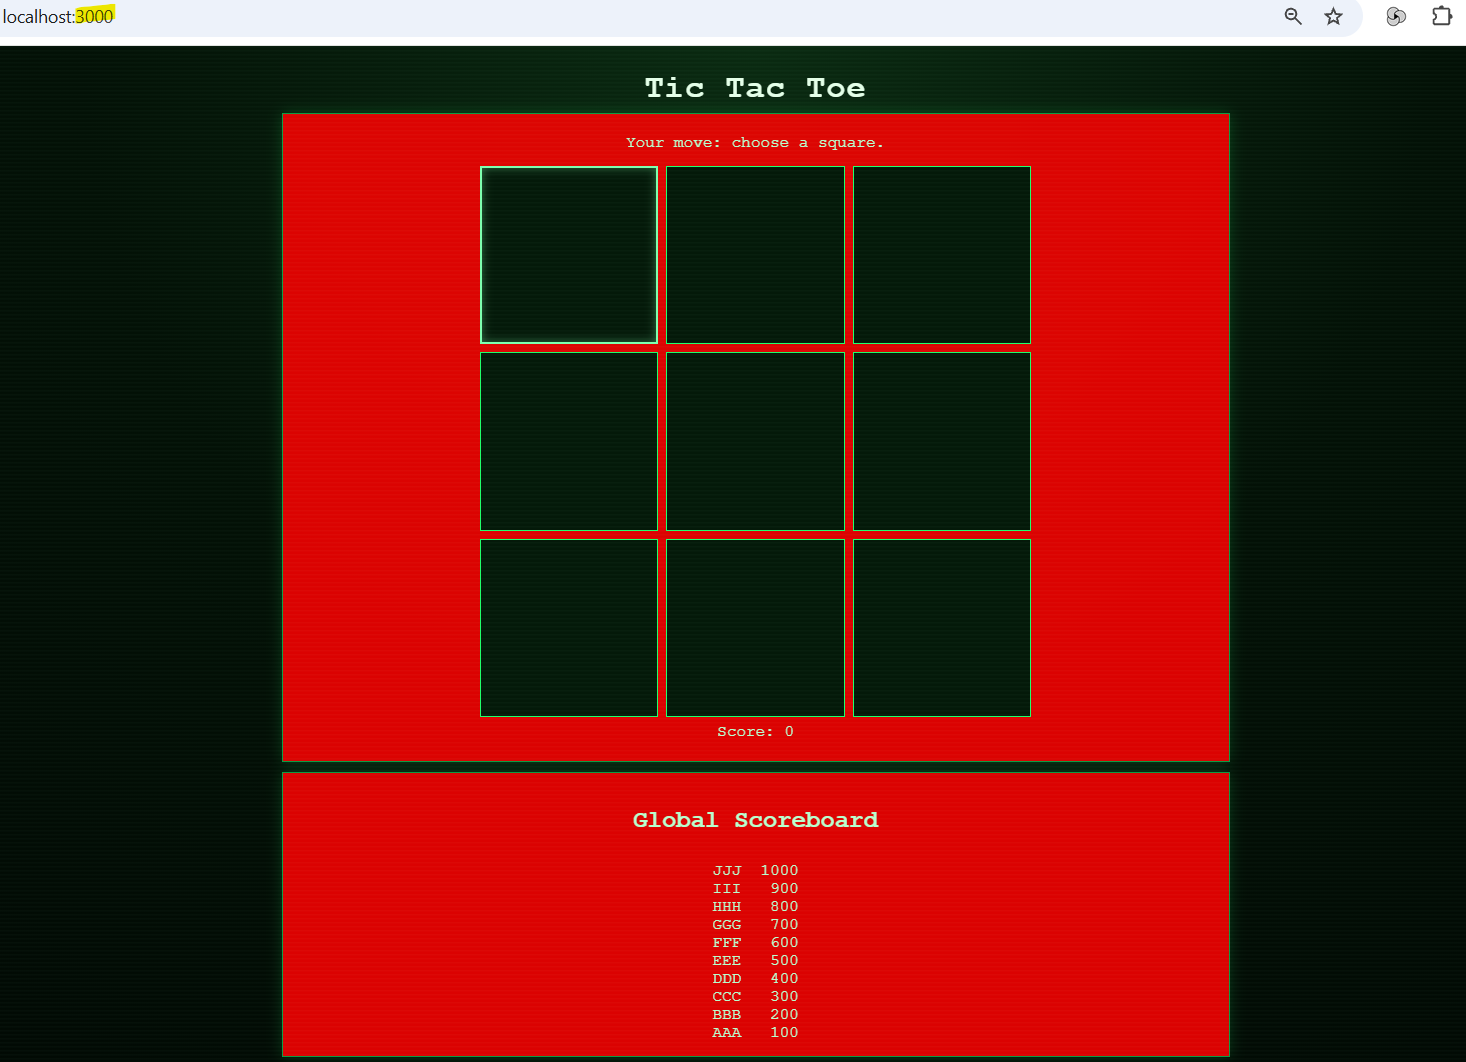 localhost:3000
Tic Tac Toe
Your move: choose a square.
Score: 0
Global Scoreboard
JJJ 1000
III 900
HHH 800
GGG 700
FFF 600
EEE 500
DDD 400
CCC 300
BBB 200
AAA 100